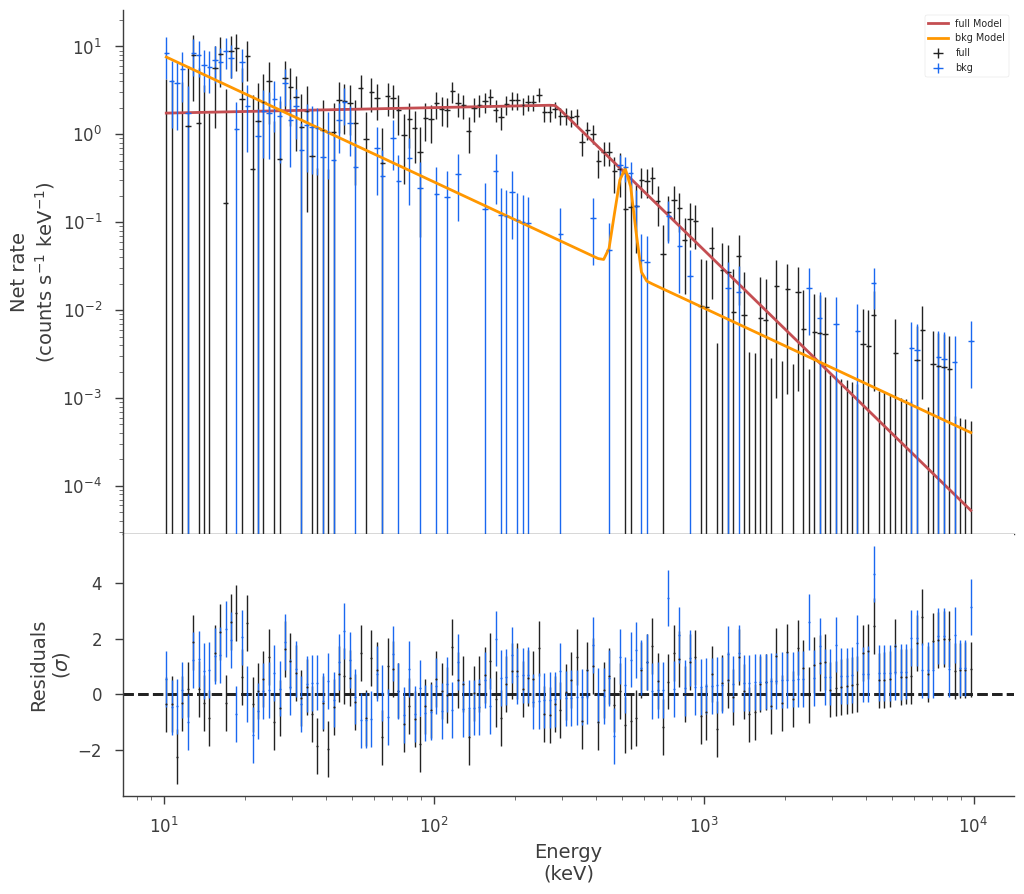 full Model
bkg Model
full
bkg
Net rate
(counts s⁻¹ keV⁻¹)
10¹
10⁰
10⁻¹
10⁻²
10⁻³
10⁻⁴
Residuals
(σ)
4
2
0
−2
10¹ 10² 10³ 10⁴
Energy
(keV)